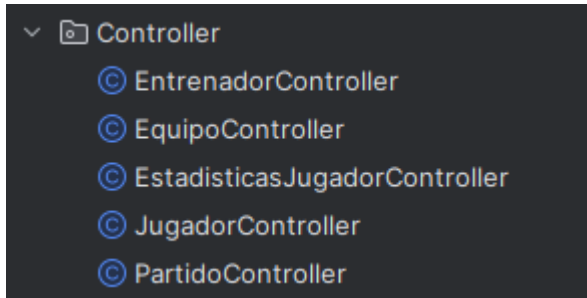 Controller
EntrenadorController
EquipoController
EstadisticasJugadorController
JugadorController
PartidoController